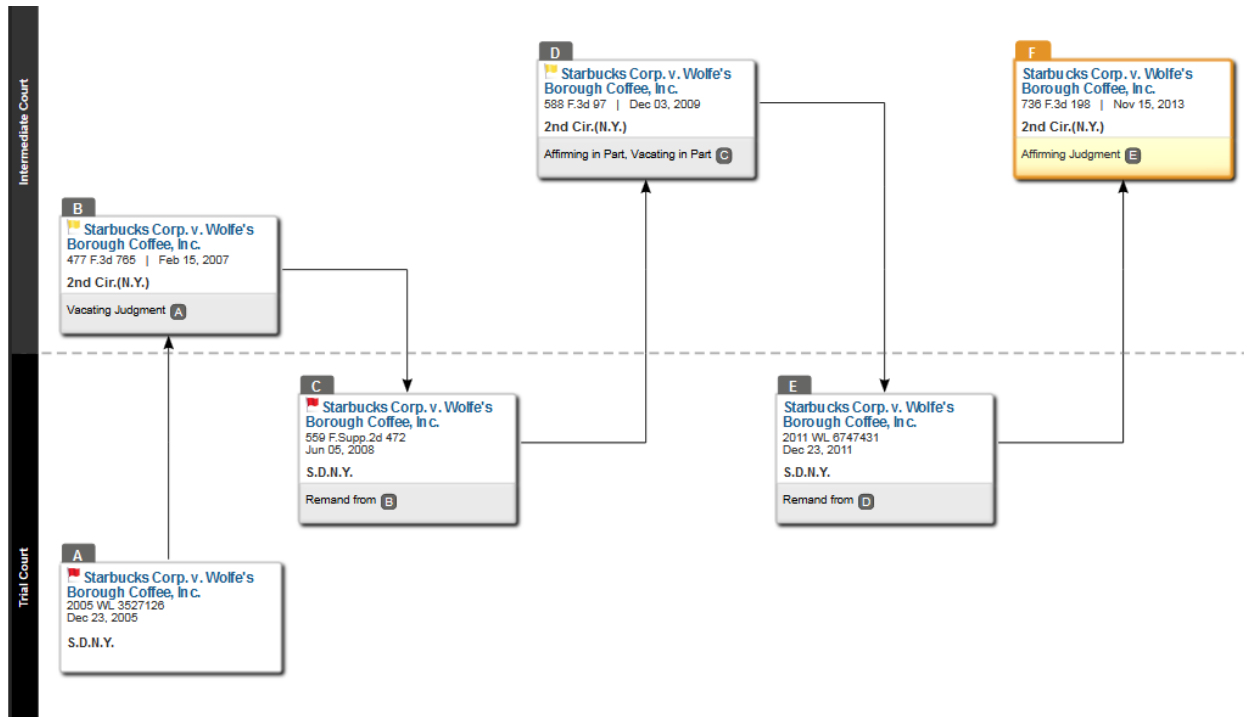 Intermediate Court
D
Starbucks Corp. v. Wolfe's
Borough Coffee, Inc.
588 F.3d 97 | Dec 03, 2009
2nd Cir.(N.Y.)
Affirming in Part, Vacating in Part C
F
Starbucks Corp. v. Wolfe's
Borough Coffee, Inc.
736 F.3d 198 | Nov 15, 2013
2nd Cir.(N.Y.)
Affirming Judgment E
B
Starbucks Corp. v. Wolfe's
Borough Coffee, Inc.
477 F.3d 765 | Feb 15, 2007
2nd Cir.(N.Y.)
Vacating Judgment A
Trial Court
C
Starbucks Corp. v. Wolfe's
Borough Coffee, Inc.
559 F.Supp.2d 472
Jun 05, 2008
S.D.N.Y.
Remand from B
E
Starbucks Corp. v. Wolfe's
Borough Coffee, Inc.
2011 WL 6747431
Dec 23, 2011
S.D.N.Y.
Remand from D
A
Starbucks Corp. v. Wolfe's
Borough Coffee, Inc.
2005 WL 3527126
Dec 23, 2005
S.D.N.Y.